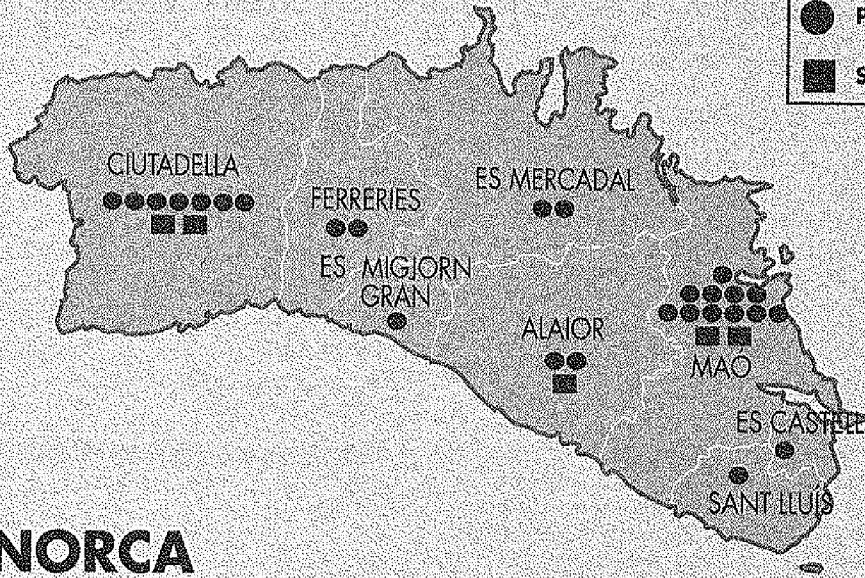 CIUTADELLA
FERRERIES
ES MERCADAL
ES MIGJORN
GRAN
ALAIOR
MAO
ES CASTELL
SANT LLUÍS
NORCA